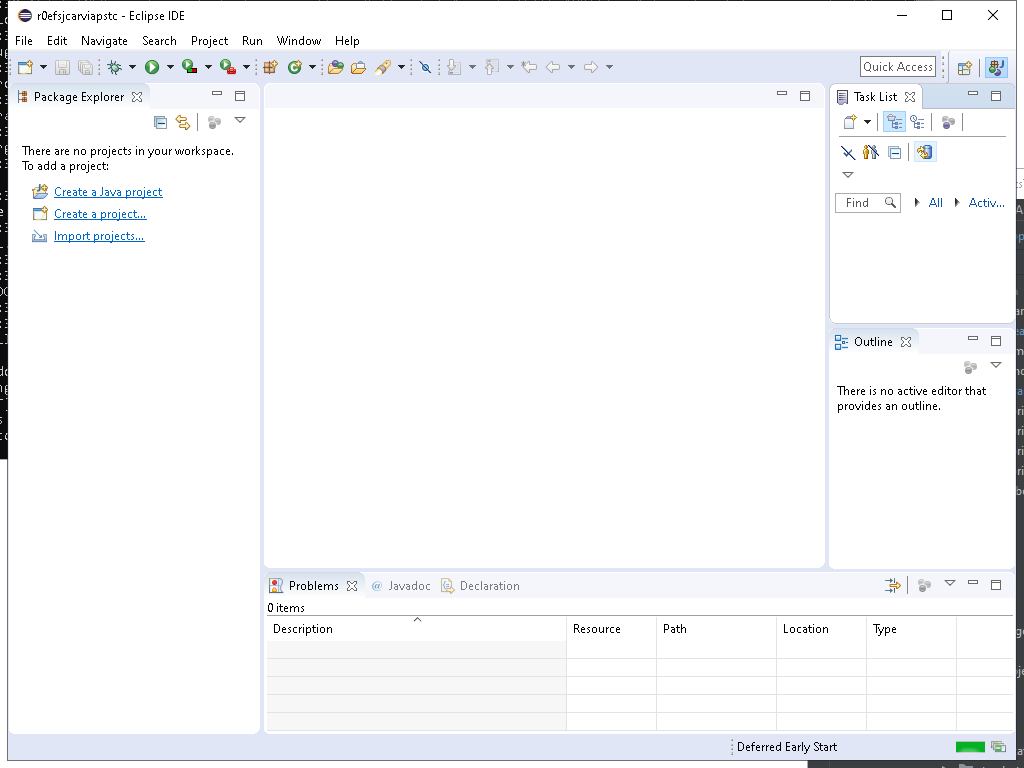 r0efsjcarviapstc - Eclipse IDE
File Edit Navigate Search Project Run Window Help
Quick Access
Package Explorer
There are no projects in your workspace.
To add a project:
Create a Java project
Create a project...
Import projects...
Task List
Find All Activ...
Outline
There is no active editor that
provides an outline.
Problems @ Javadoc Declaration
0 items
Description Resource Path Location Type
Deferred Early Start